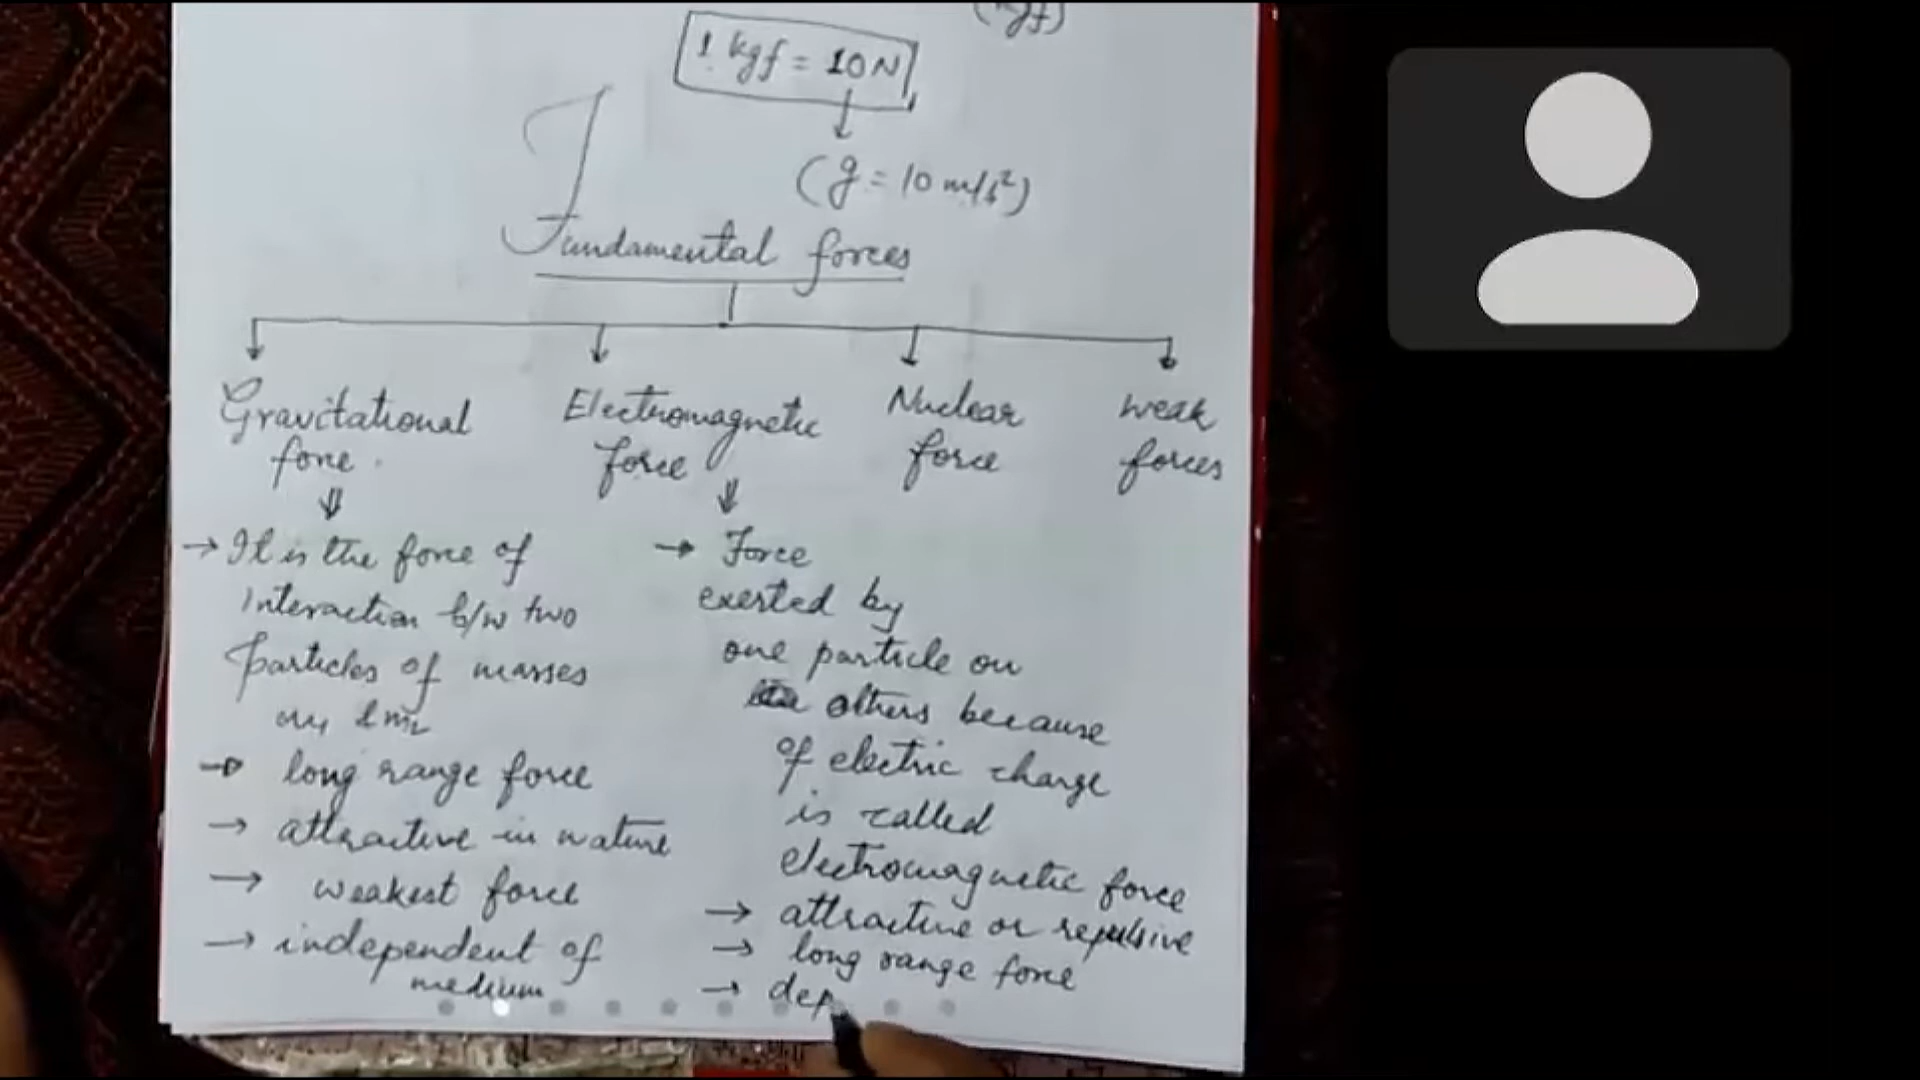 (kgf)
1 kgf = 10N
(g = 10 m/s²)
Fundamental forces
Gravitational
force
→ It is the force of
Interaction b/w two
Particles of masses
m₁ & m₂
→ long range force
→ attractive in nature
→ weakest force
→ independent of
medium
Electromagnetic
force
→ Force
exerted by
one particle on
others because
of electric charge
is called
electromagnetic force
→ attractive or repulsive
→ long range force
→ dep
Nuclear
force
weak
forces